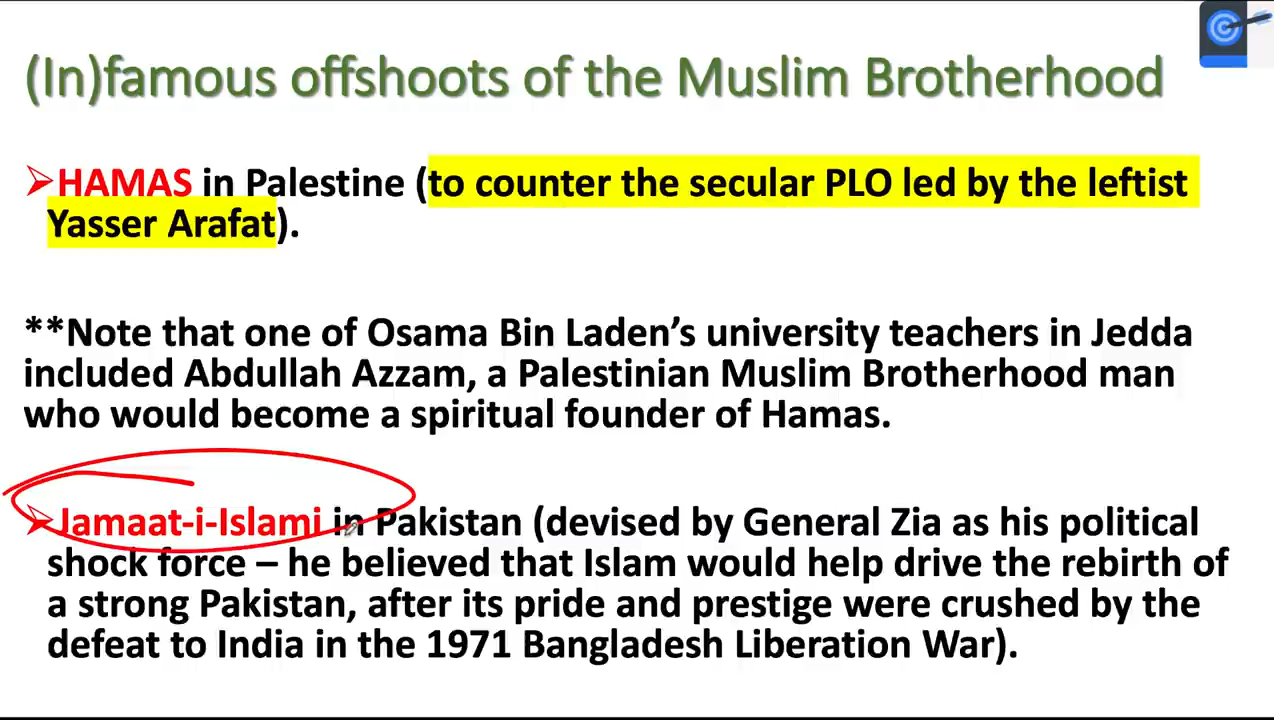 (In)famous offshoots of the Muslim Brotherhood
➢HAMAS in Palestine (to counter the secular PLO led by the leftist
Yasser Arafat).
**Note that one of Osama Bin Laden’s university teachers in Jedda
included Abdullah Azzam, a Palestinian Muslim Brotherhood man
who would become a spiritual founder of Hamas.
➢Jamaat-i-Islami in Pakistan (devised by General Zia as his political
shock force – he believed that Islam would help drive the rebirth of
a strong Pakistan, after its pride and prestige were crushed by the
defeat to India in the 1971 Bangladesh Liberation War).